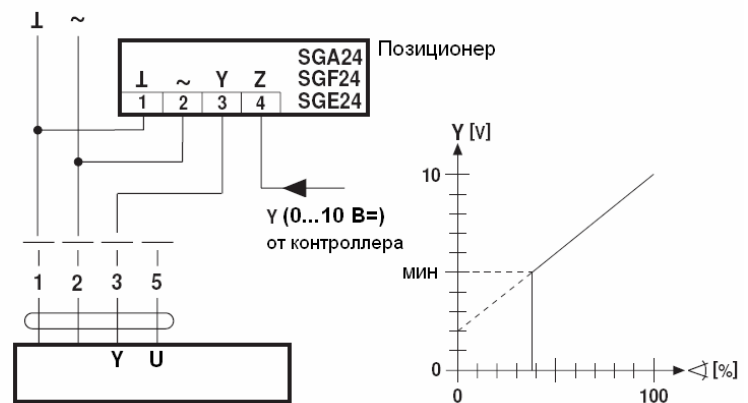 ⊥ ~
SGA24 Позиционер
SGF24
SGE24
⊥ ~ Y Z
1 2 3 4
Y (0...10 В=)
от контроллера
1 2 3 5
Y U
Y [V]
10
мин
0
0 100
[%]